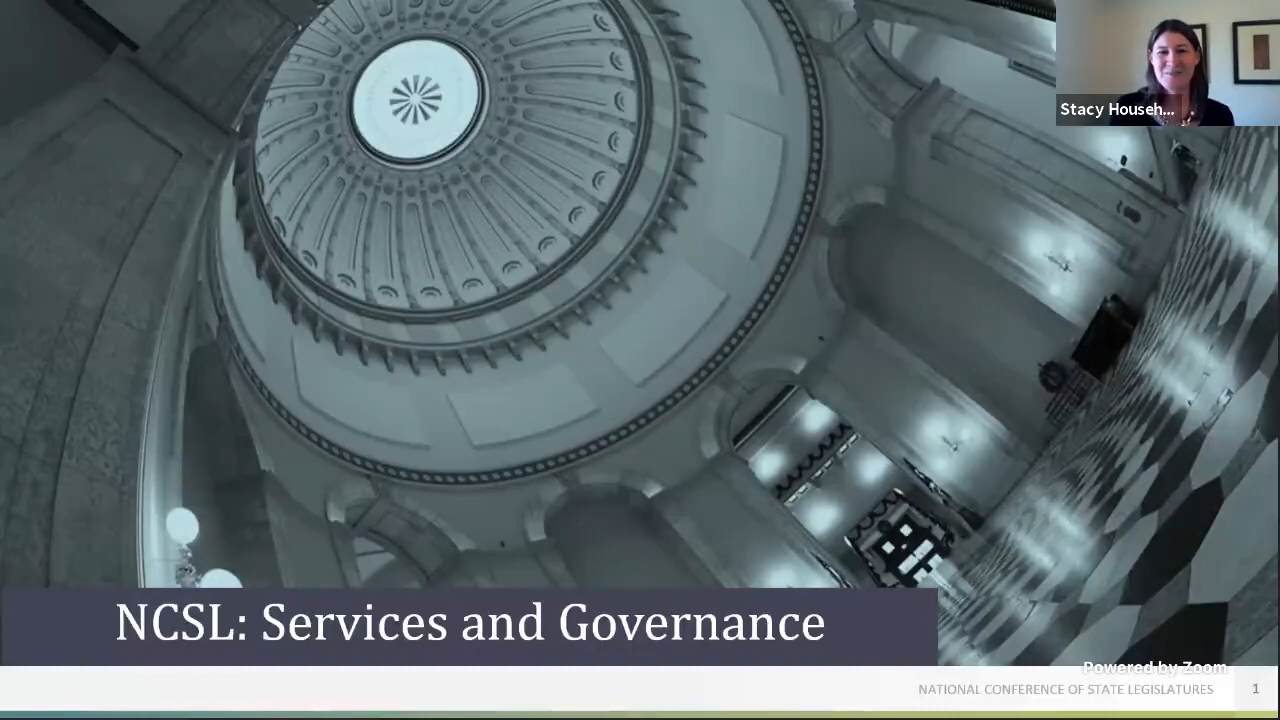 Stacy Househ...
NCSL: Services and Governance
Powered by Zoom
NATIONAL CONFERENCE OF STATE LEGISLATURES 1